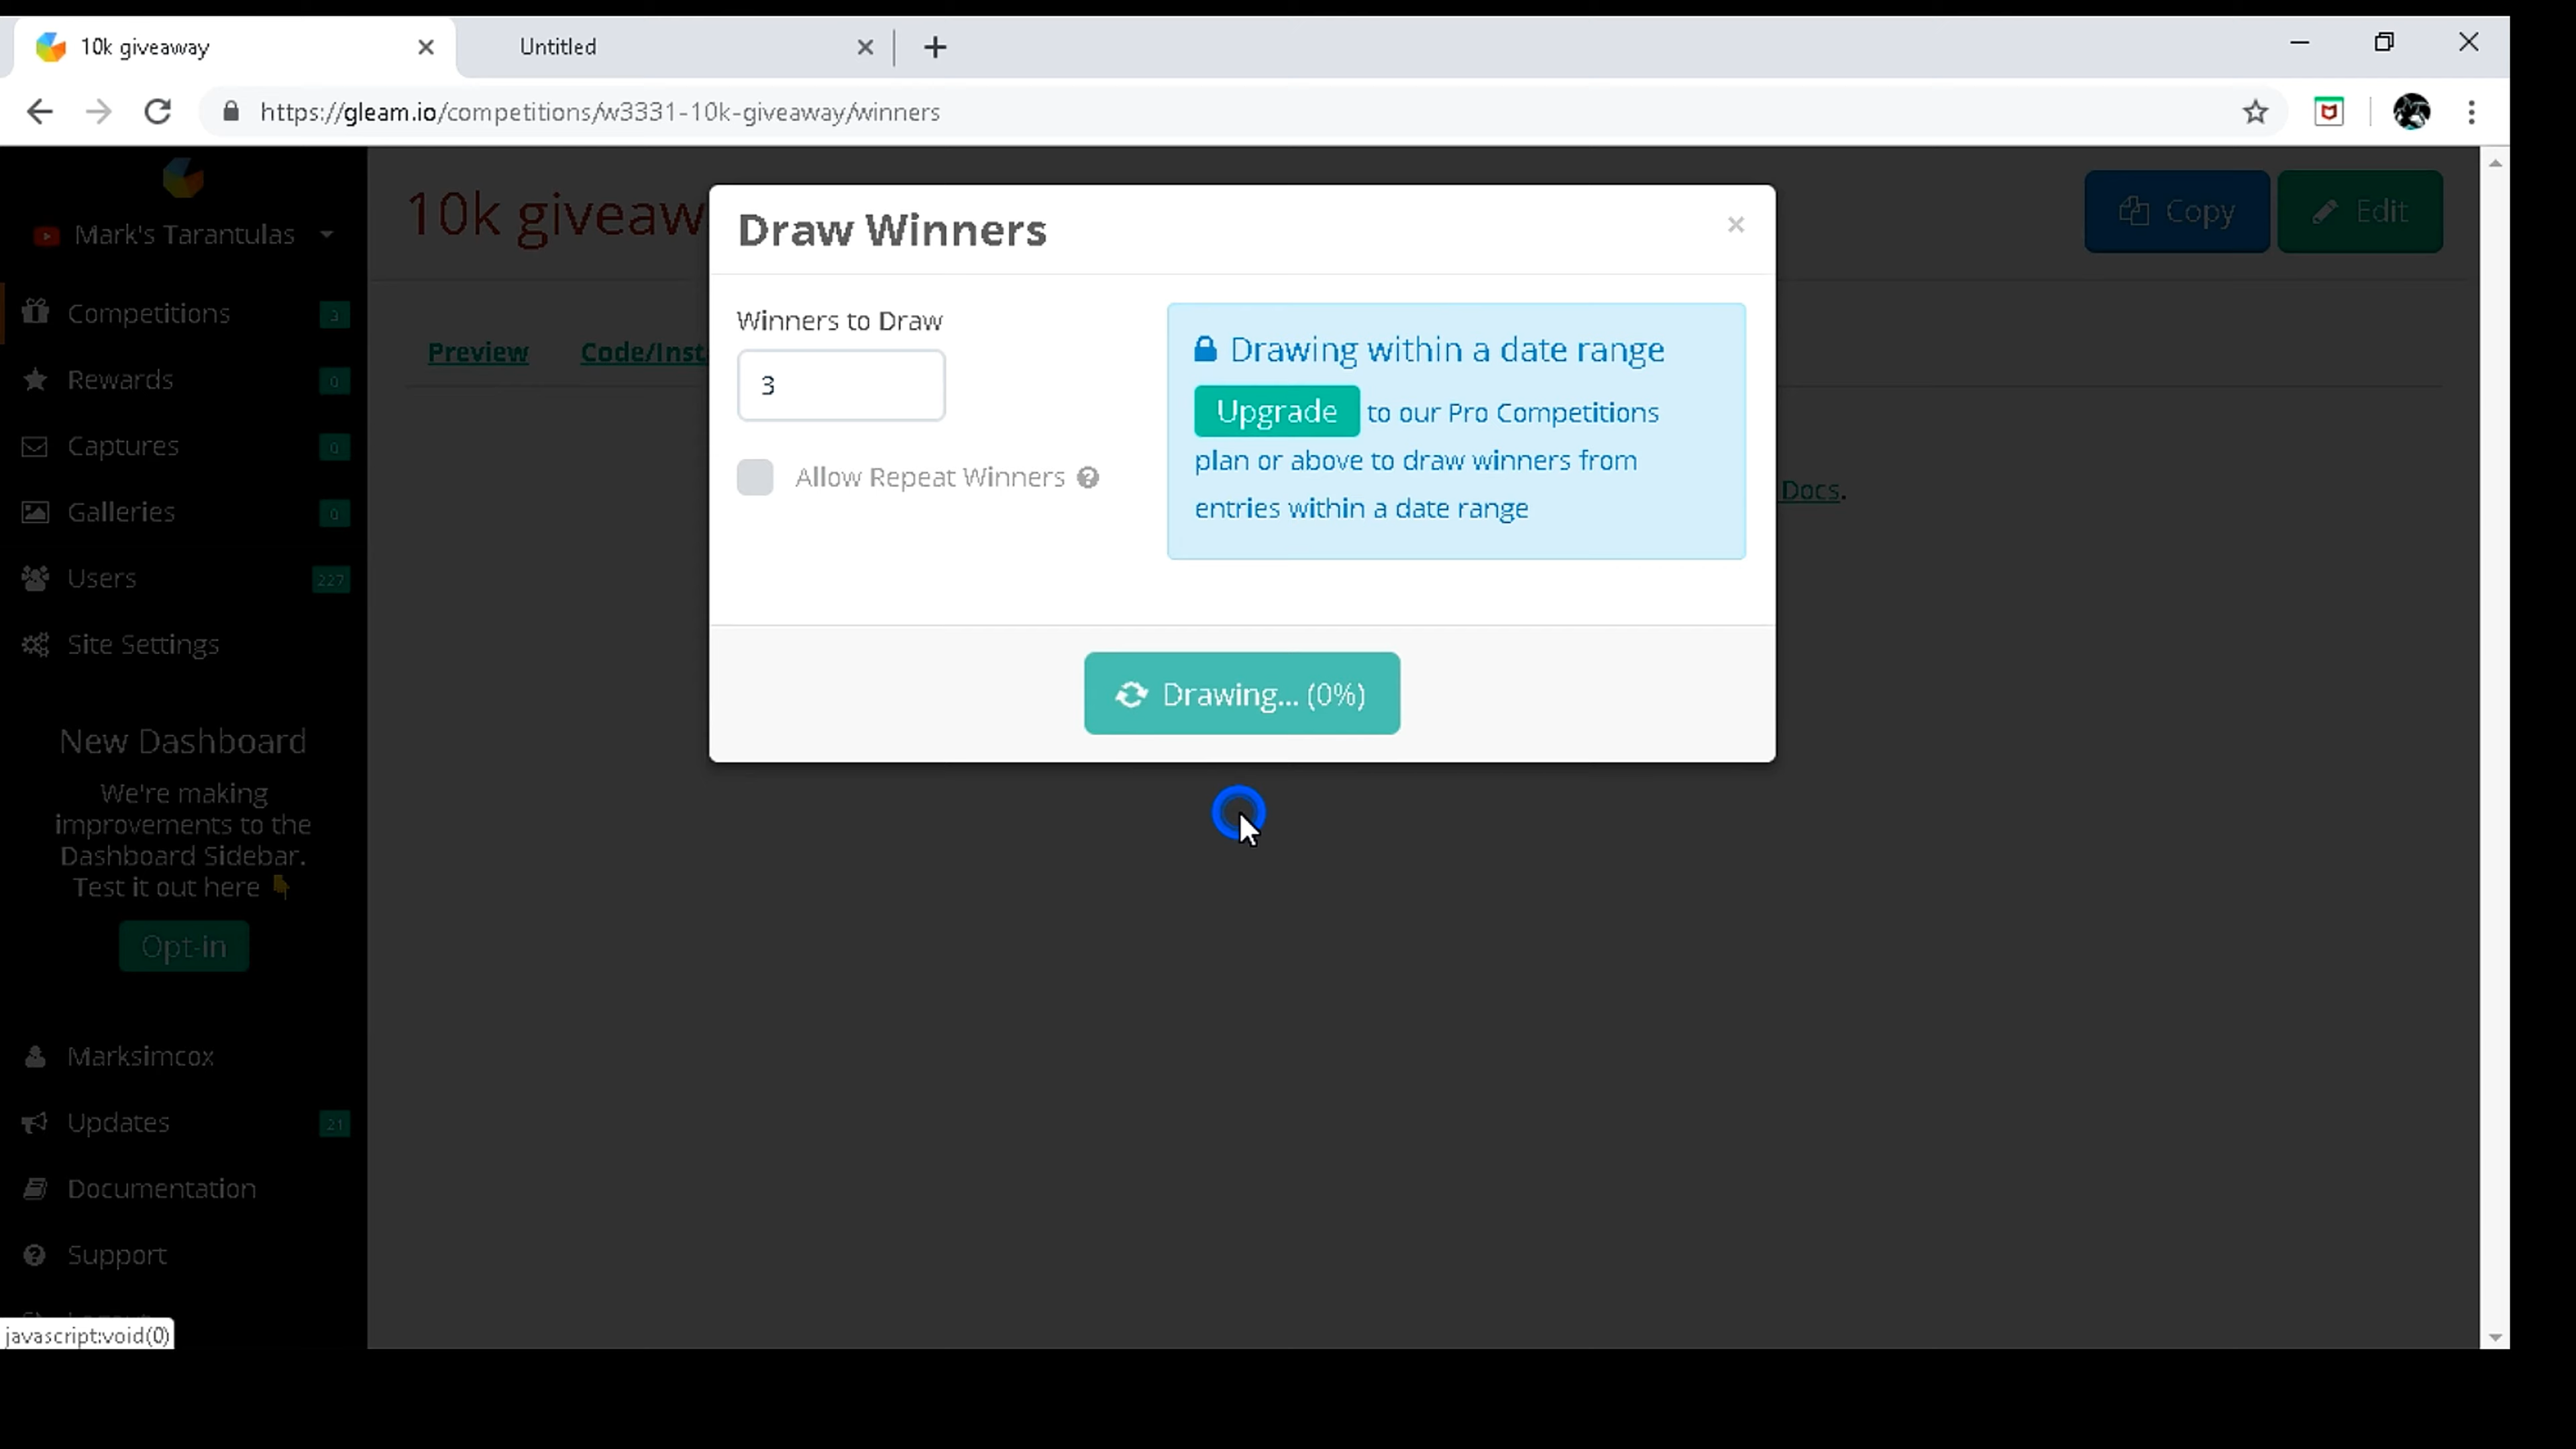 10k giveaway
Untitled
https://gleam.io/competitions/w3331-10k-giveaway/winners
Mark's Tarantulas
Competitions 3
Rewards 0
Captures 0
Galleries 0
Users 227
Site Settings
New Dashboard
We're making
improvements to the
Dashboard Sidebar.
Test it out here
Opt-in
Marksimcox
Updates 21
Documentation
Support
javascript:void(0)
10k giveaw
Copy
Edit
Preview
Code/Inst
Docs.
Draw Winners
Winners to Draw
3
Allow Repeat Winners
Drawing within a date range
Upgrade to our Pro Competitions
plan or above to draw winners from
entries within a date range
Drawing... (0%)